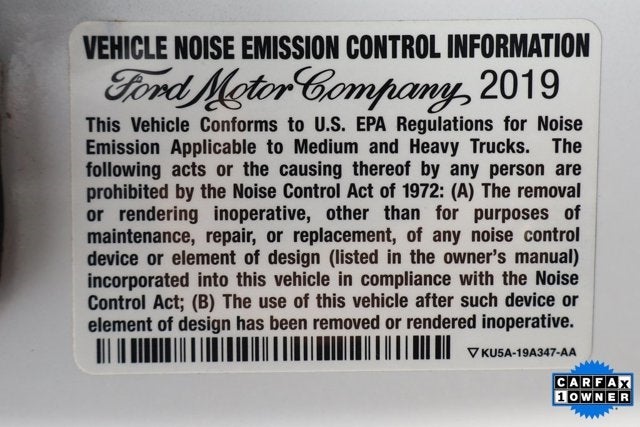 VEHICLE NOISE EMISSION CONTROL INFORMATION
Ford Motor Company 2019
This Vehicle Conforms to U.S. EPA Regulations for Noise
Emission Applicable to Medium and Heavy Trucks. The
following acts or the causing thereof by any person are
prohibited by the Noise Control Act of 1972: (A) The removal
or rendering inoperative, other than for purposes of
maintenance, repair, or replacement, of any noise control
device or element of design (listed in the owner's manual)
incorporated into this vehicle in compliance with the Noise
Control Act; (B) The use of this vehicle after such device or
element of design has been removed or rendered inoperative.
▽ KU5A-19A347-AA
CARFAX
1 OWNER